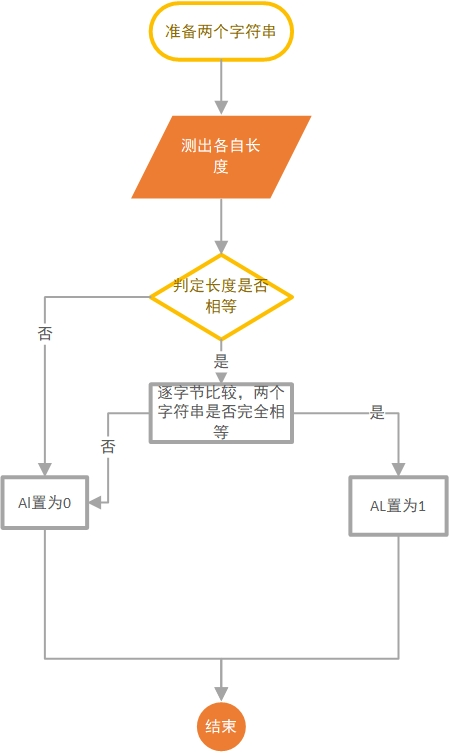 准备两个字符串
测出各自长
度
判定长度是否
相等
否
是
逐字节比较，两个
字符串是否完全相
等
是
否
Al置为0
AL置为1
结束